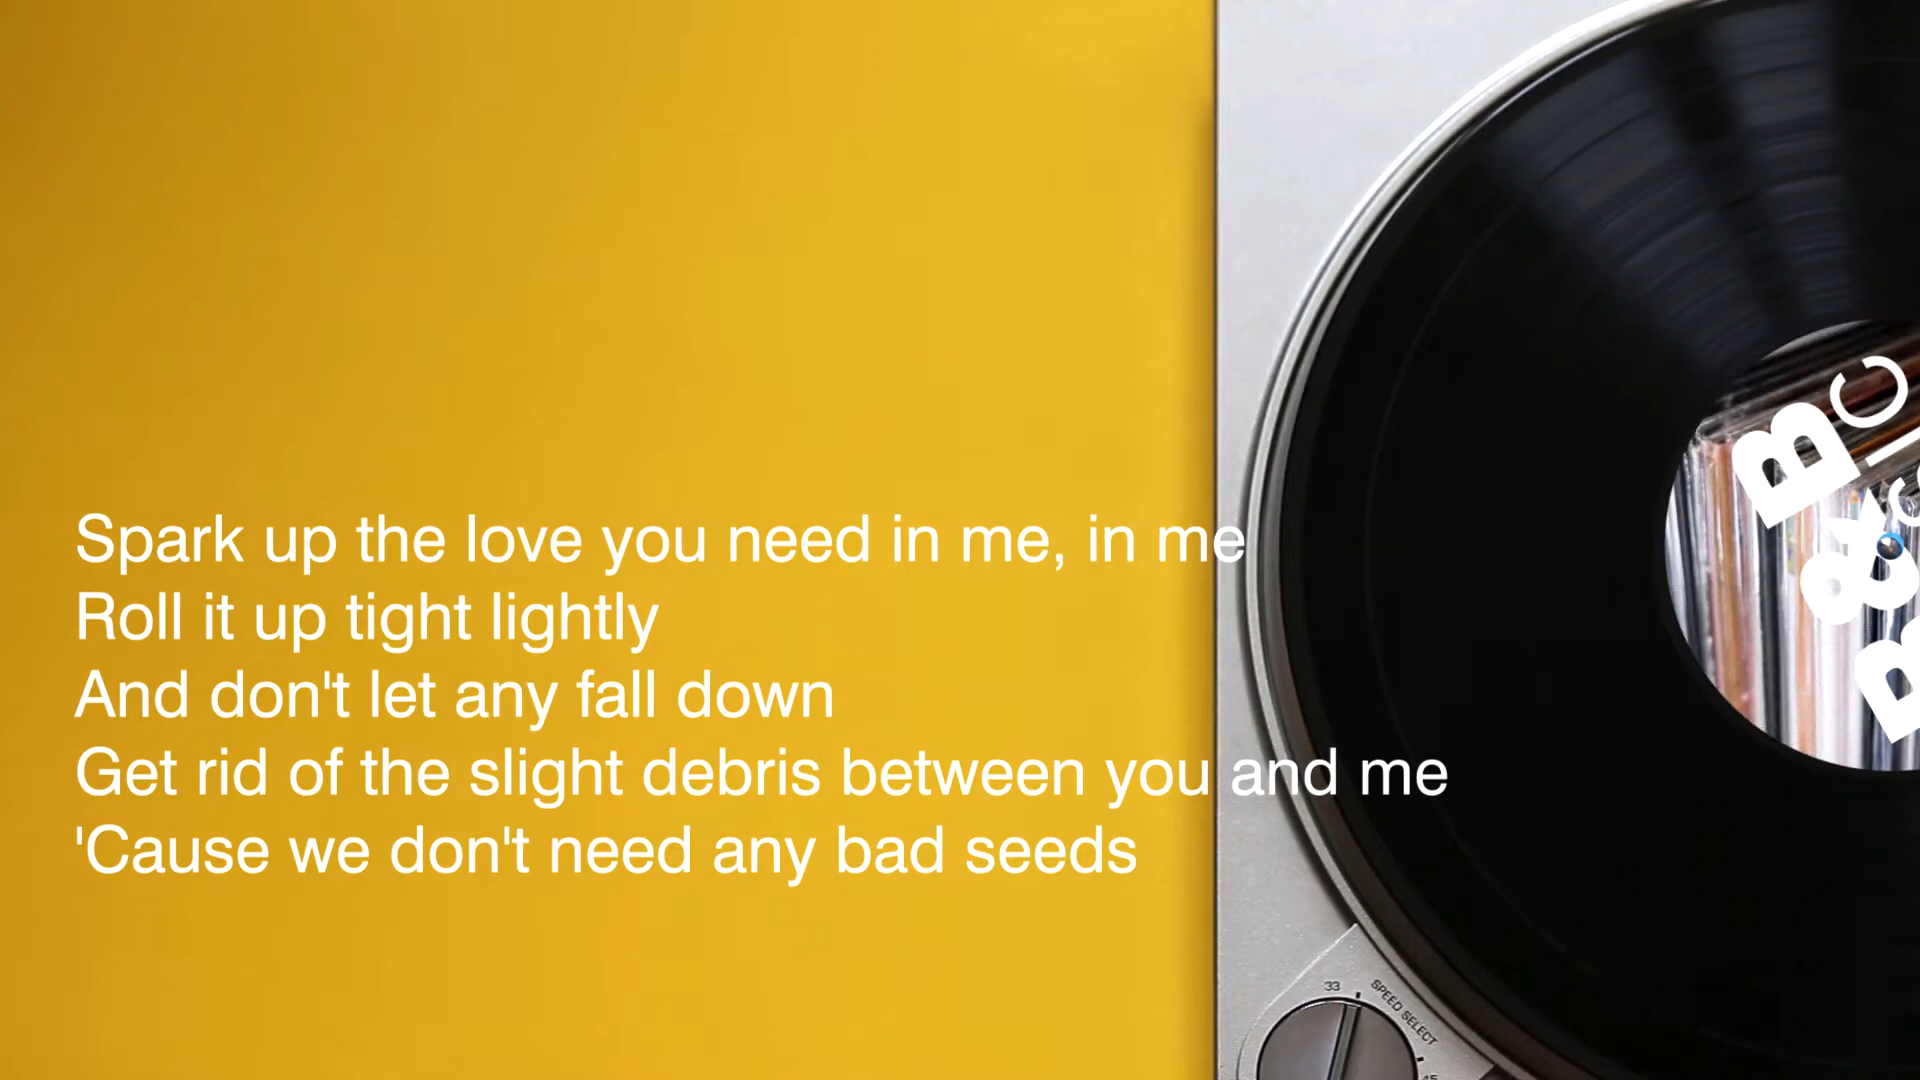 Spark up the love you need in me, in me
Roll it up tight lightly
And don't let any fall down
Get rid of the slight debris between you and me
'Cause we don't need any bad seeds
R&B
33
SPEED SELECT
45